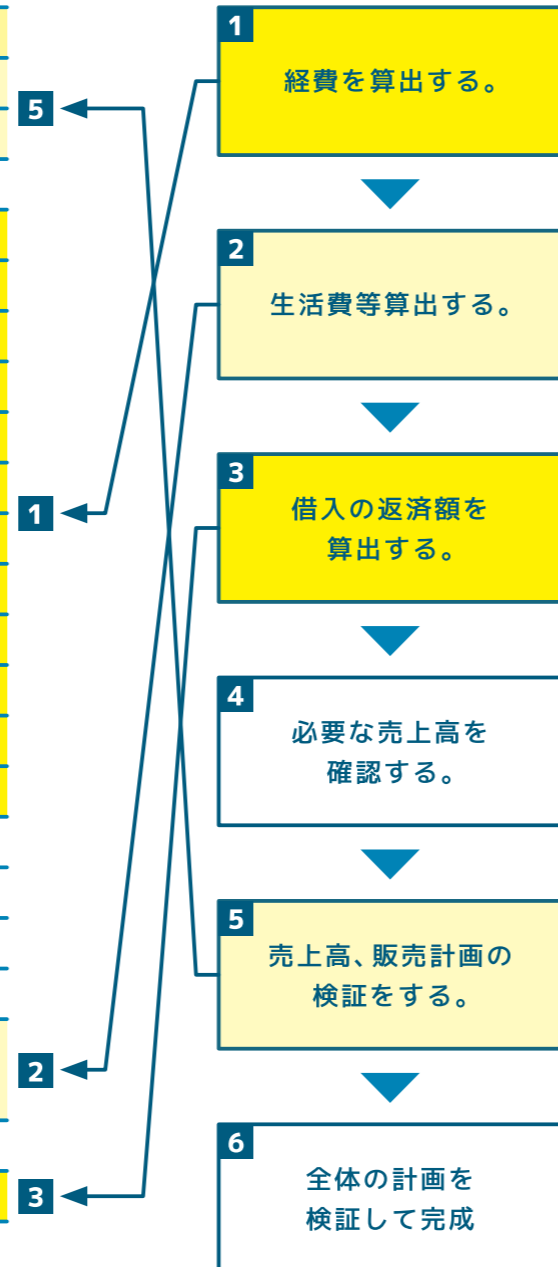 1
経費を算出する。
2
生活費等算出する。
3
借入の返済額を
算出する。
4
必要な売上高を
確認する。
5
売上高、販売計画の
検証をする。
6
全体の計画を
検証して完成
5
1
2
3